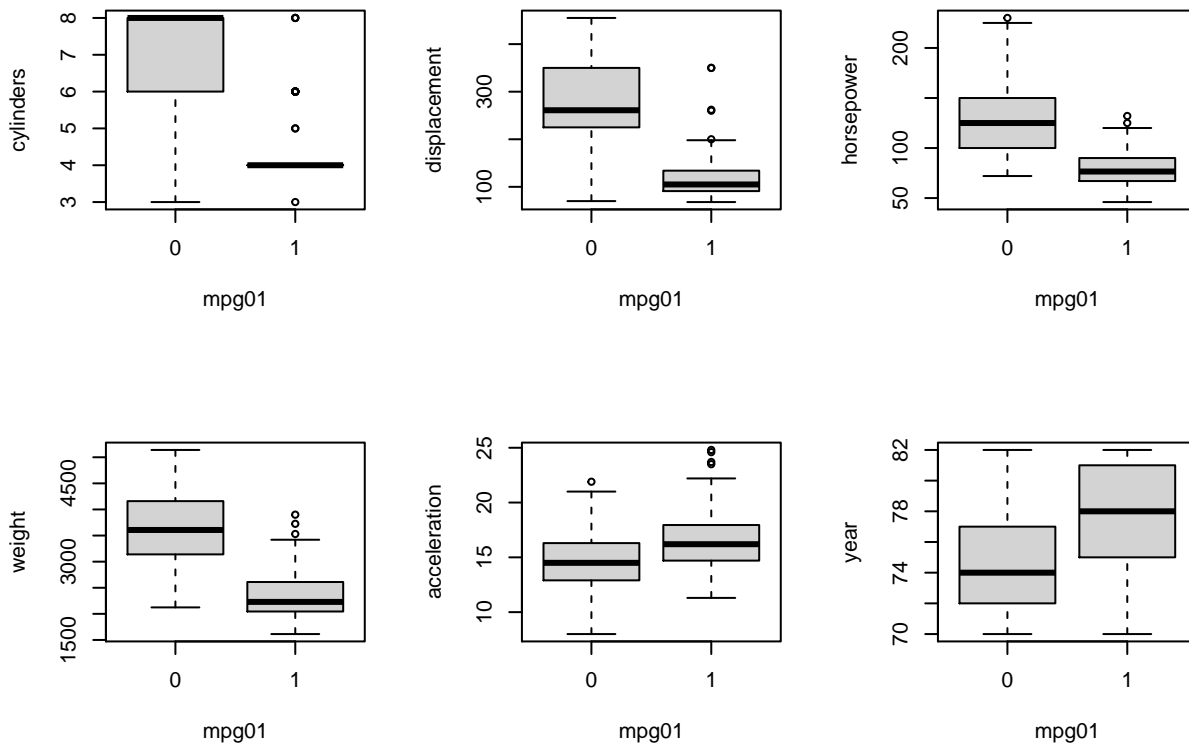 cylinders
8
7
6
5
4
3
0 1
mpg01
displacement
300
100
0 1
mpg01
horsepower
200
100
50
0 1
mpg01
weight
4500
3000
1500
0 1
mpg01
acceleration
25
20
15
10
0 1
mpg01
year
82
78
74
70
0 1
mpg01